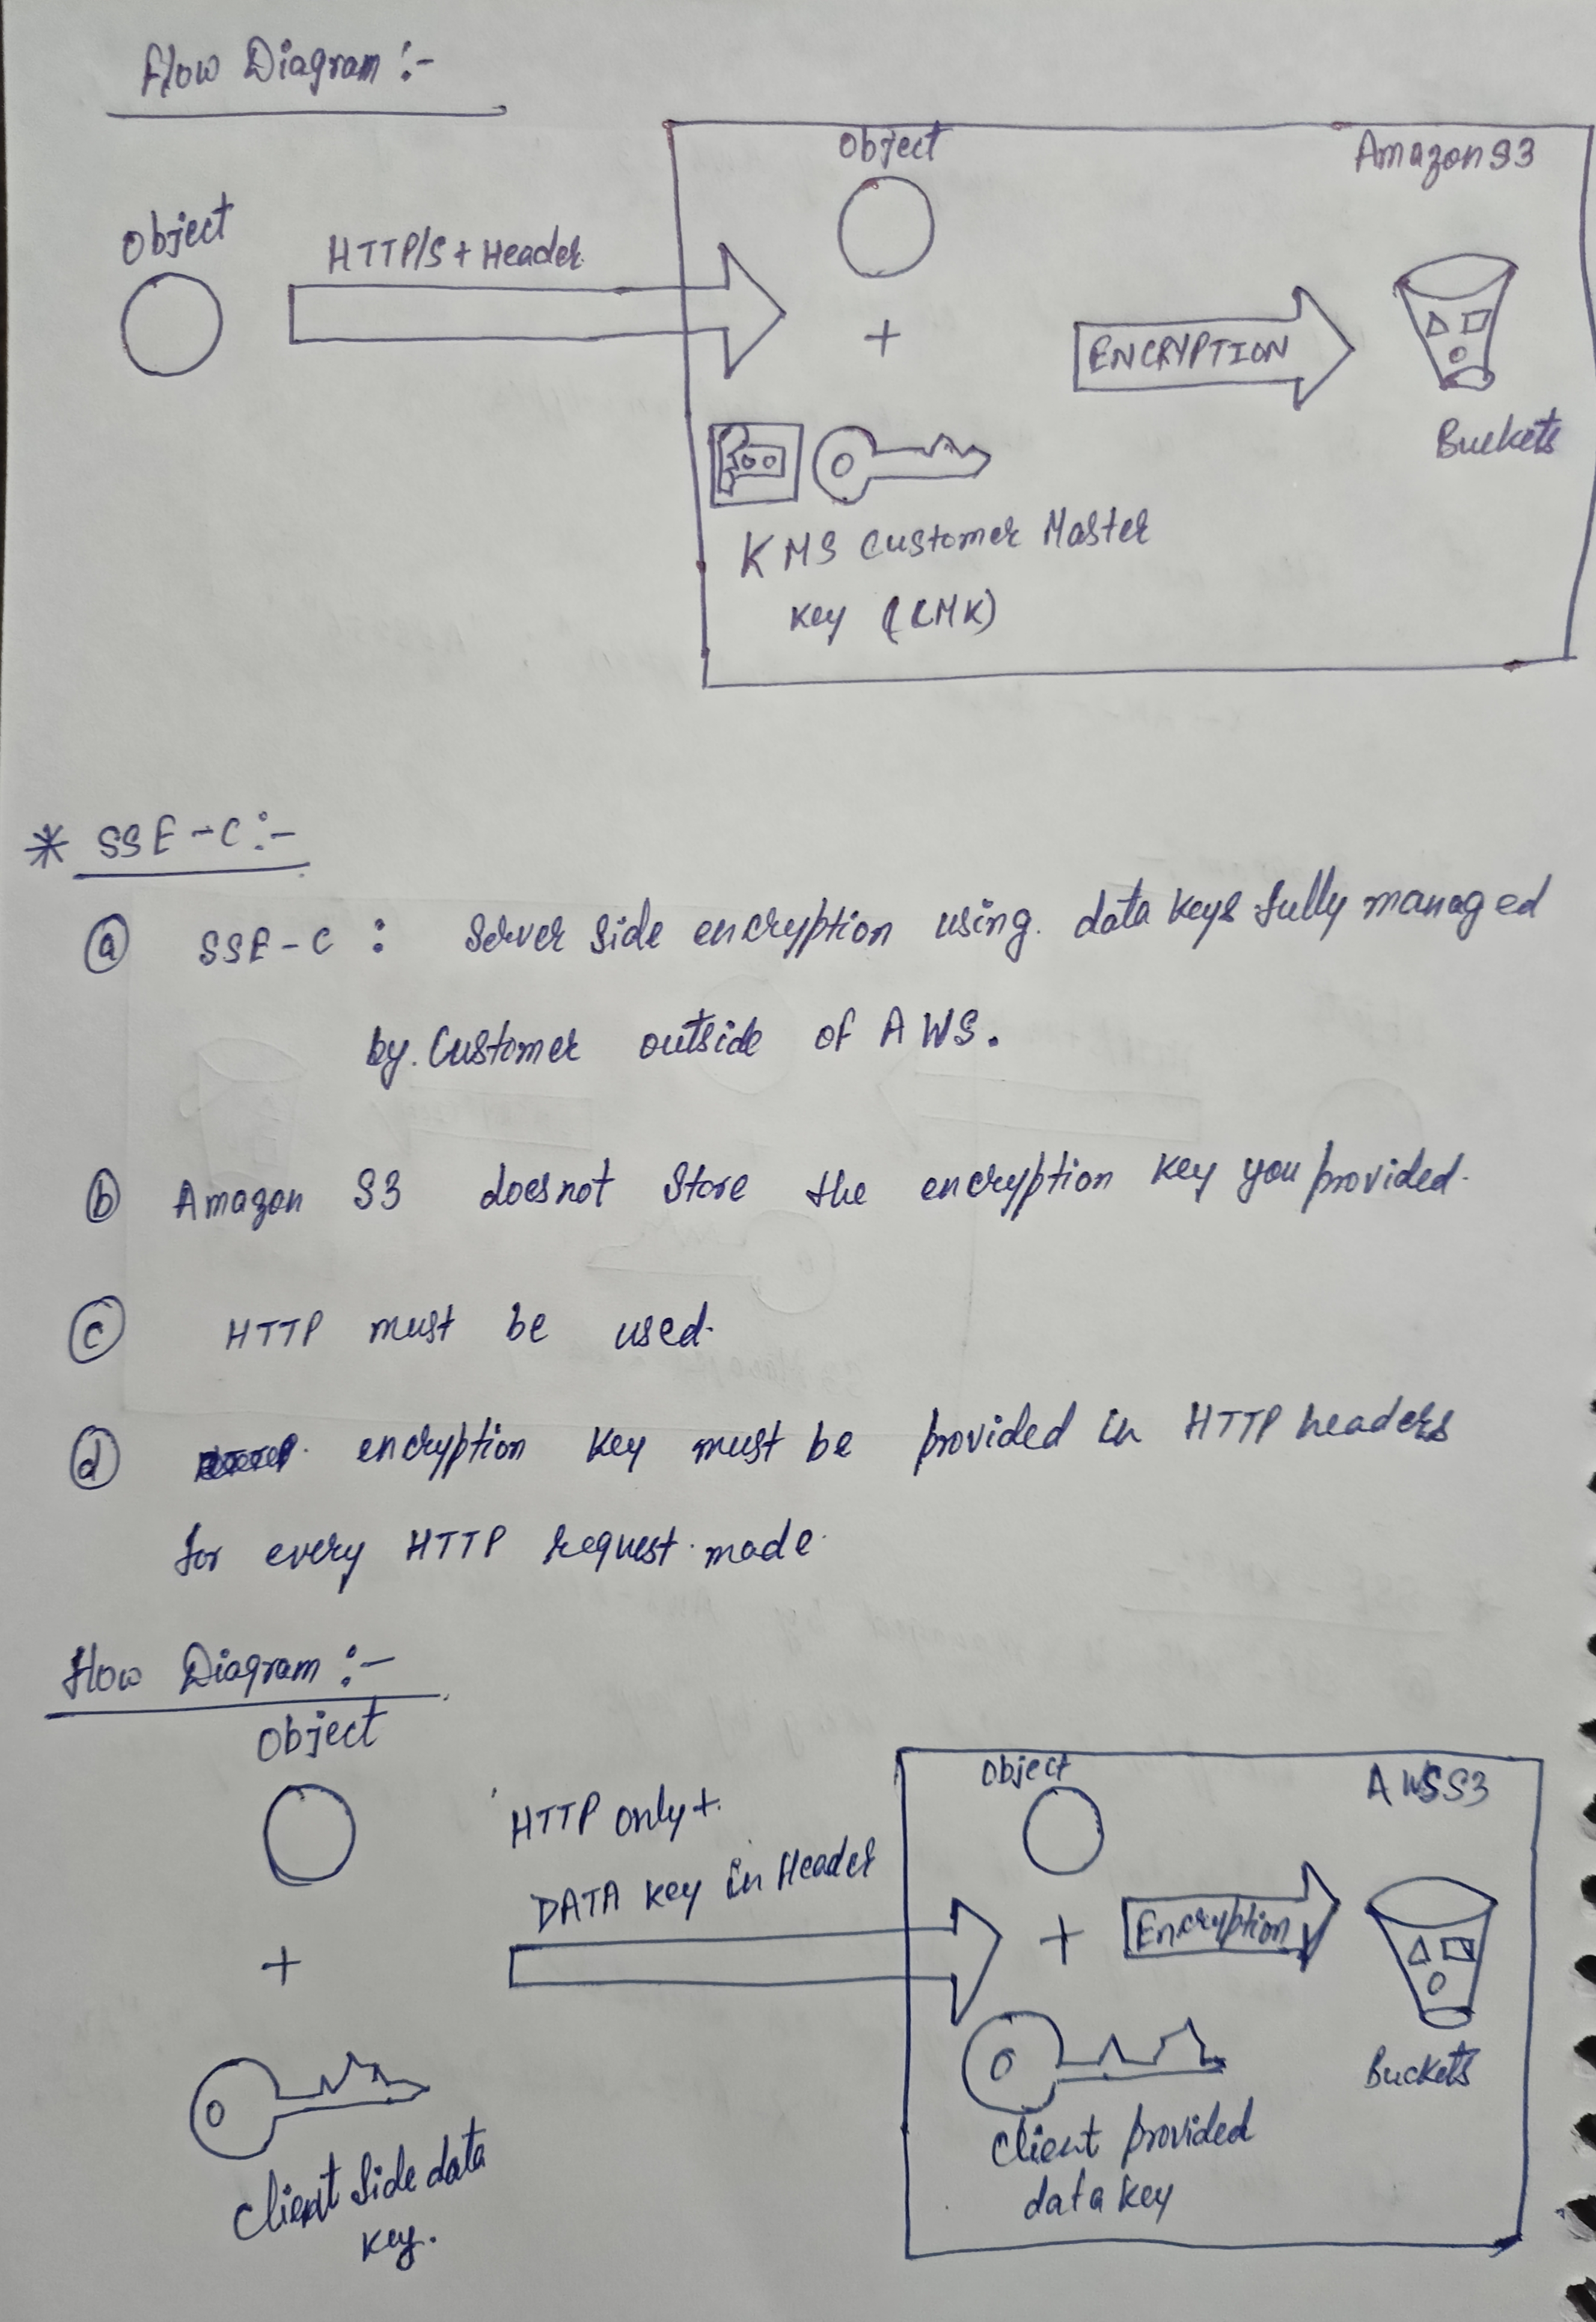 Flow Diagram :-
Object
HTTP/S + Header
Object
Amazon S3
+
ENCRYPTION
Buckets
KMS Customer Master
Key (CMK)
* SSE-C :-
(a) SSE-C : Server Side encryption using. data keys fully managed
by. Customer outside of AWS.
(b) Amazon S3 doesnot Store the encryption key you provided.
(c) HTTP must be used.
(d) encryption key must be provided in HTTP headers
for every HTTP request. made.
Flow Diagram :-
Object
+
Client Side data
key.
HTTP only +
DATA key in Header
Object
AWS S3
+
Encryption
Buckets
Client provided
data key